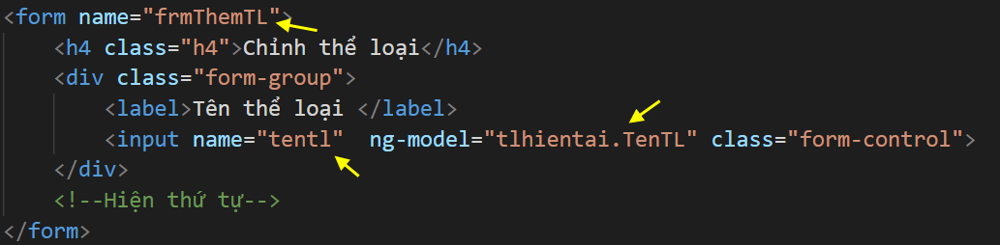 <form name="frmThemTL">
<h4 class="h4">Chỉnh thể loại</h4>
<div class="form-group">
<label>Tên thể loại </label>
<input name="tentl"  ng-model="tlhientai.TenTL" class="form-control">
</div>
<!--Hiện thứ tự-->
</form>